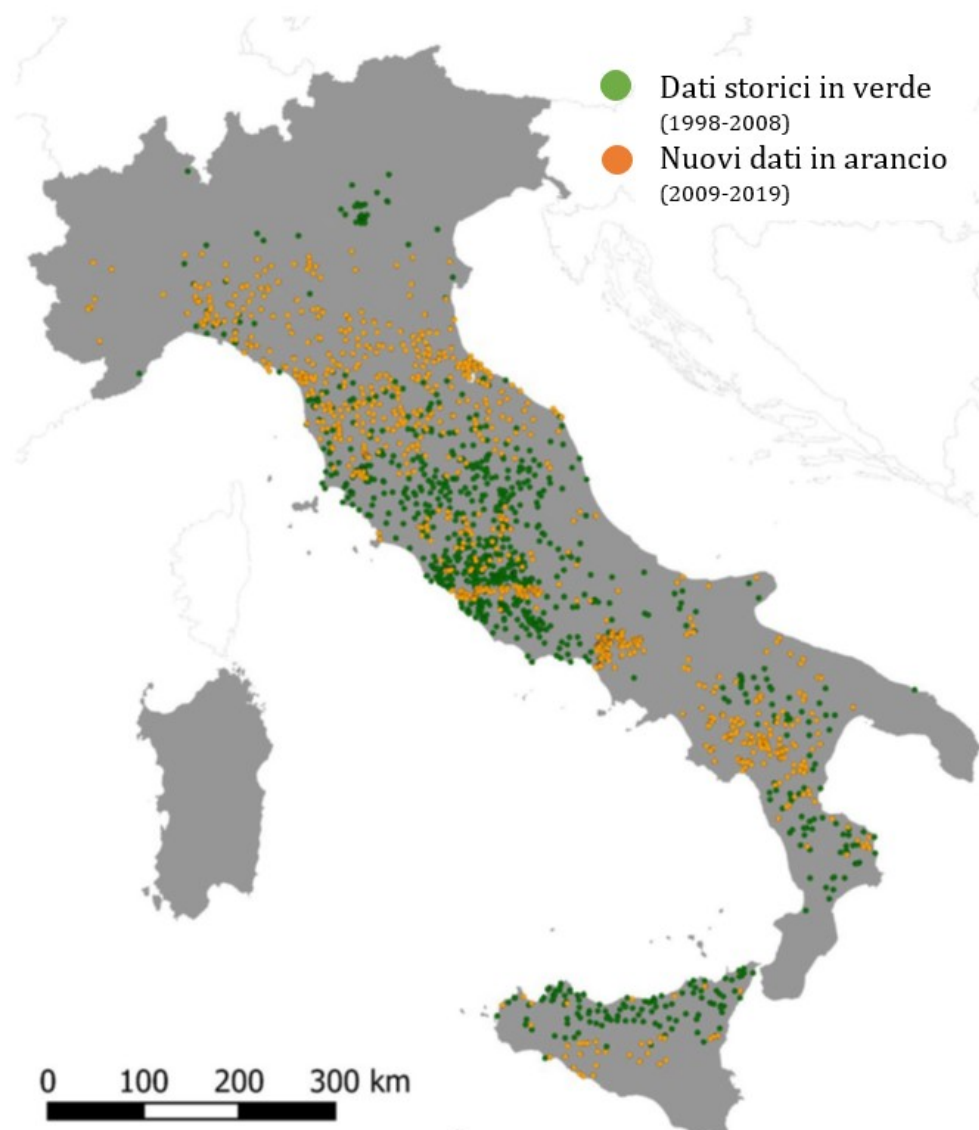 Dati storici in verde
(1998-2008)
Nuovi dati in arancio
(2009-2019)
0 100 200 300 km